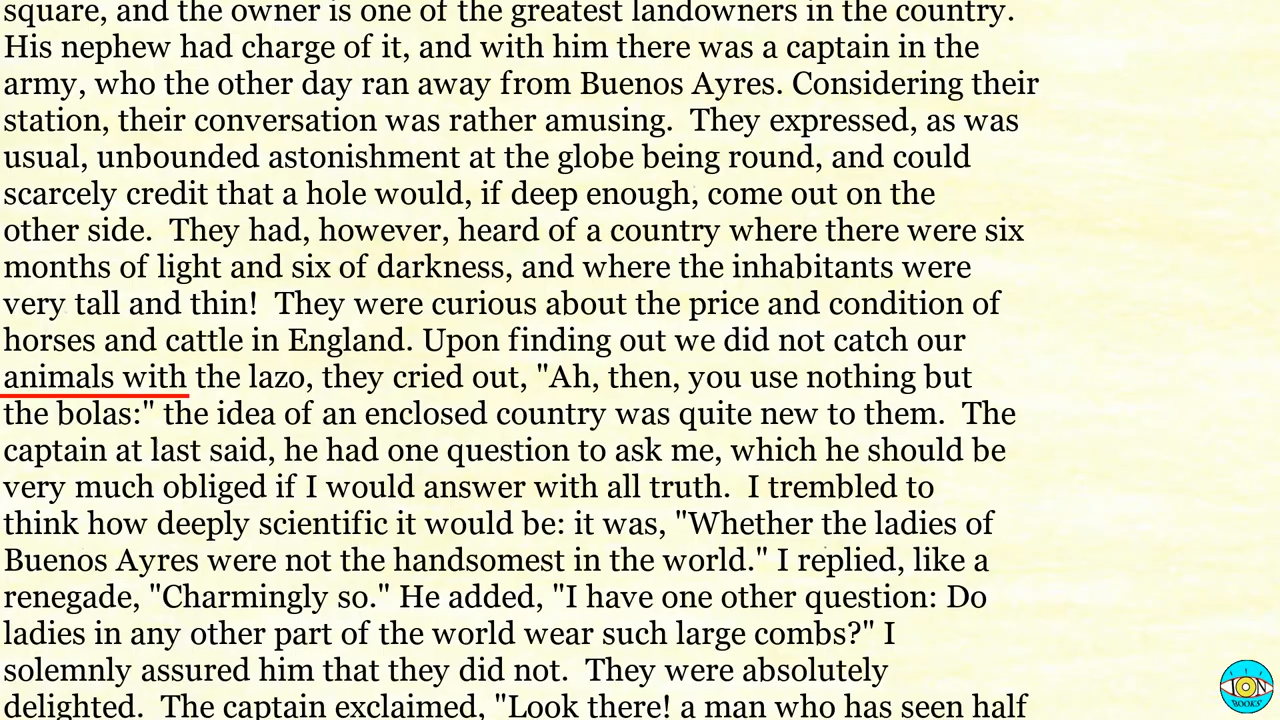 square, and the owner is one of the greatest landowners in the country.
His nephew had charge of it, and with him there was a captain in the
army, who the other day ran away from Buenos Ayres. Considering their
station, their conversation was rather amusing.  They expressed, as was
usual, unbounded astonishment at the globe being round, and could
scarcely credit that a hole would, if deep enough, come out on the
other side.  They had, however, heard of a country where there were six
months of light and six of darkness, and where the inhabitants were
very tall and thin!  They were curious about the price and condition of
horses and cattle in England. Upon finding out we did not catch our
animals with the lazo, they cried out, "Ah, then, you use nothing but
the bolas:" the idea of an enclosed country was quite new to them.  The
captain at last said, he had one question to ask me, which he should be
very much obliged if I would answer with all truth.  I trembled to
think how deeply scientific it would be: it was, "Whether the ladies of
Buenos Ayres were not the handsomest in the world." I replied, like a
renegade, "Charmingly so." He added, "I have one other question: Do
ladies in any other part of the world wear such large combs?" I
solemnly assured him that they did not.  They were absolutely
delighted.  The captain exclaimed, "Look there! a man who has seen half
ION
BOOKS